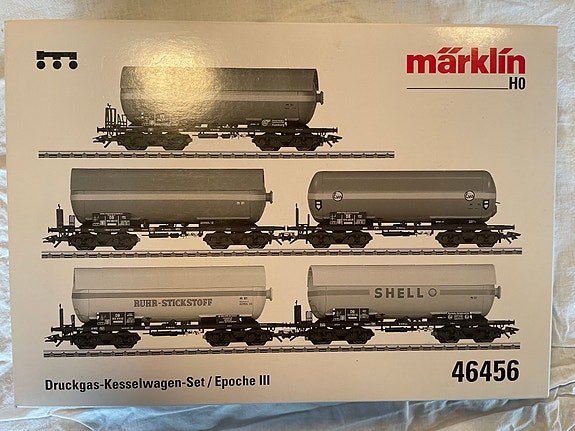 märklin
H0
RUHR-STICKSTOFF
SHELL
46456
Druckgas-Kesselwagen-Set / Epoche III